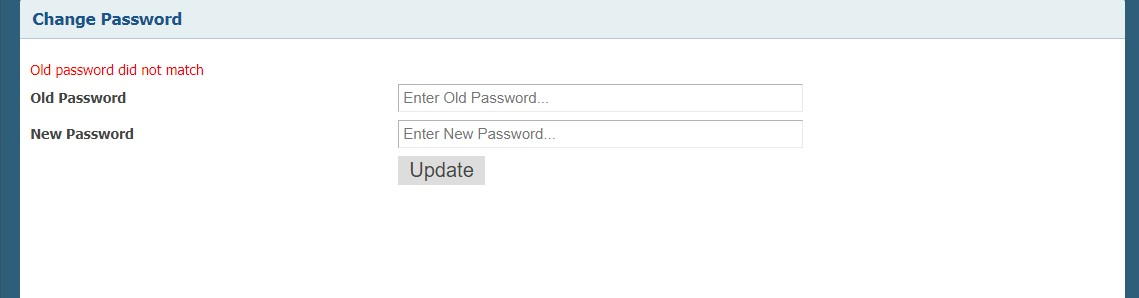 Change Password
Old password did not match
Old Password Enter Old Password...
New Password Enter New Password...
Update